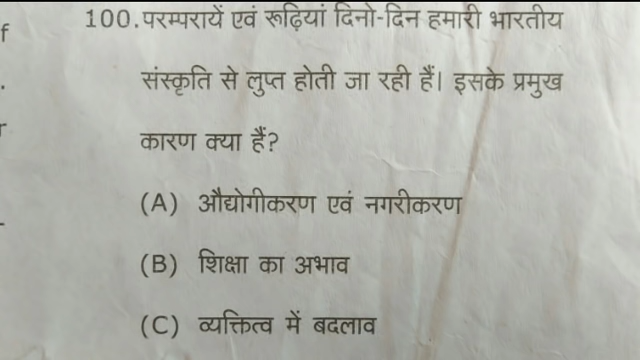 100. परम्परायें एवं रूढ़ियां दिनो-दिन हमारी भारतीय
संस्कृति से लुप्त होती जा रही हैं। इसके प्रमुख
कारण क्या हैं?
(A) औद्योगीकरण एवं नगरीकरण
(B) शिक्षा का अभाव
(C) व्यक्तित्व में बदलाव